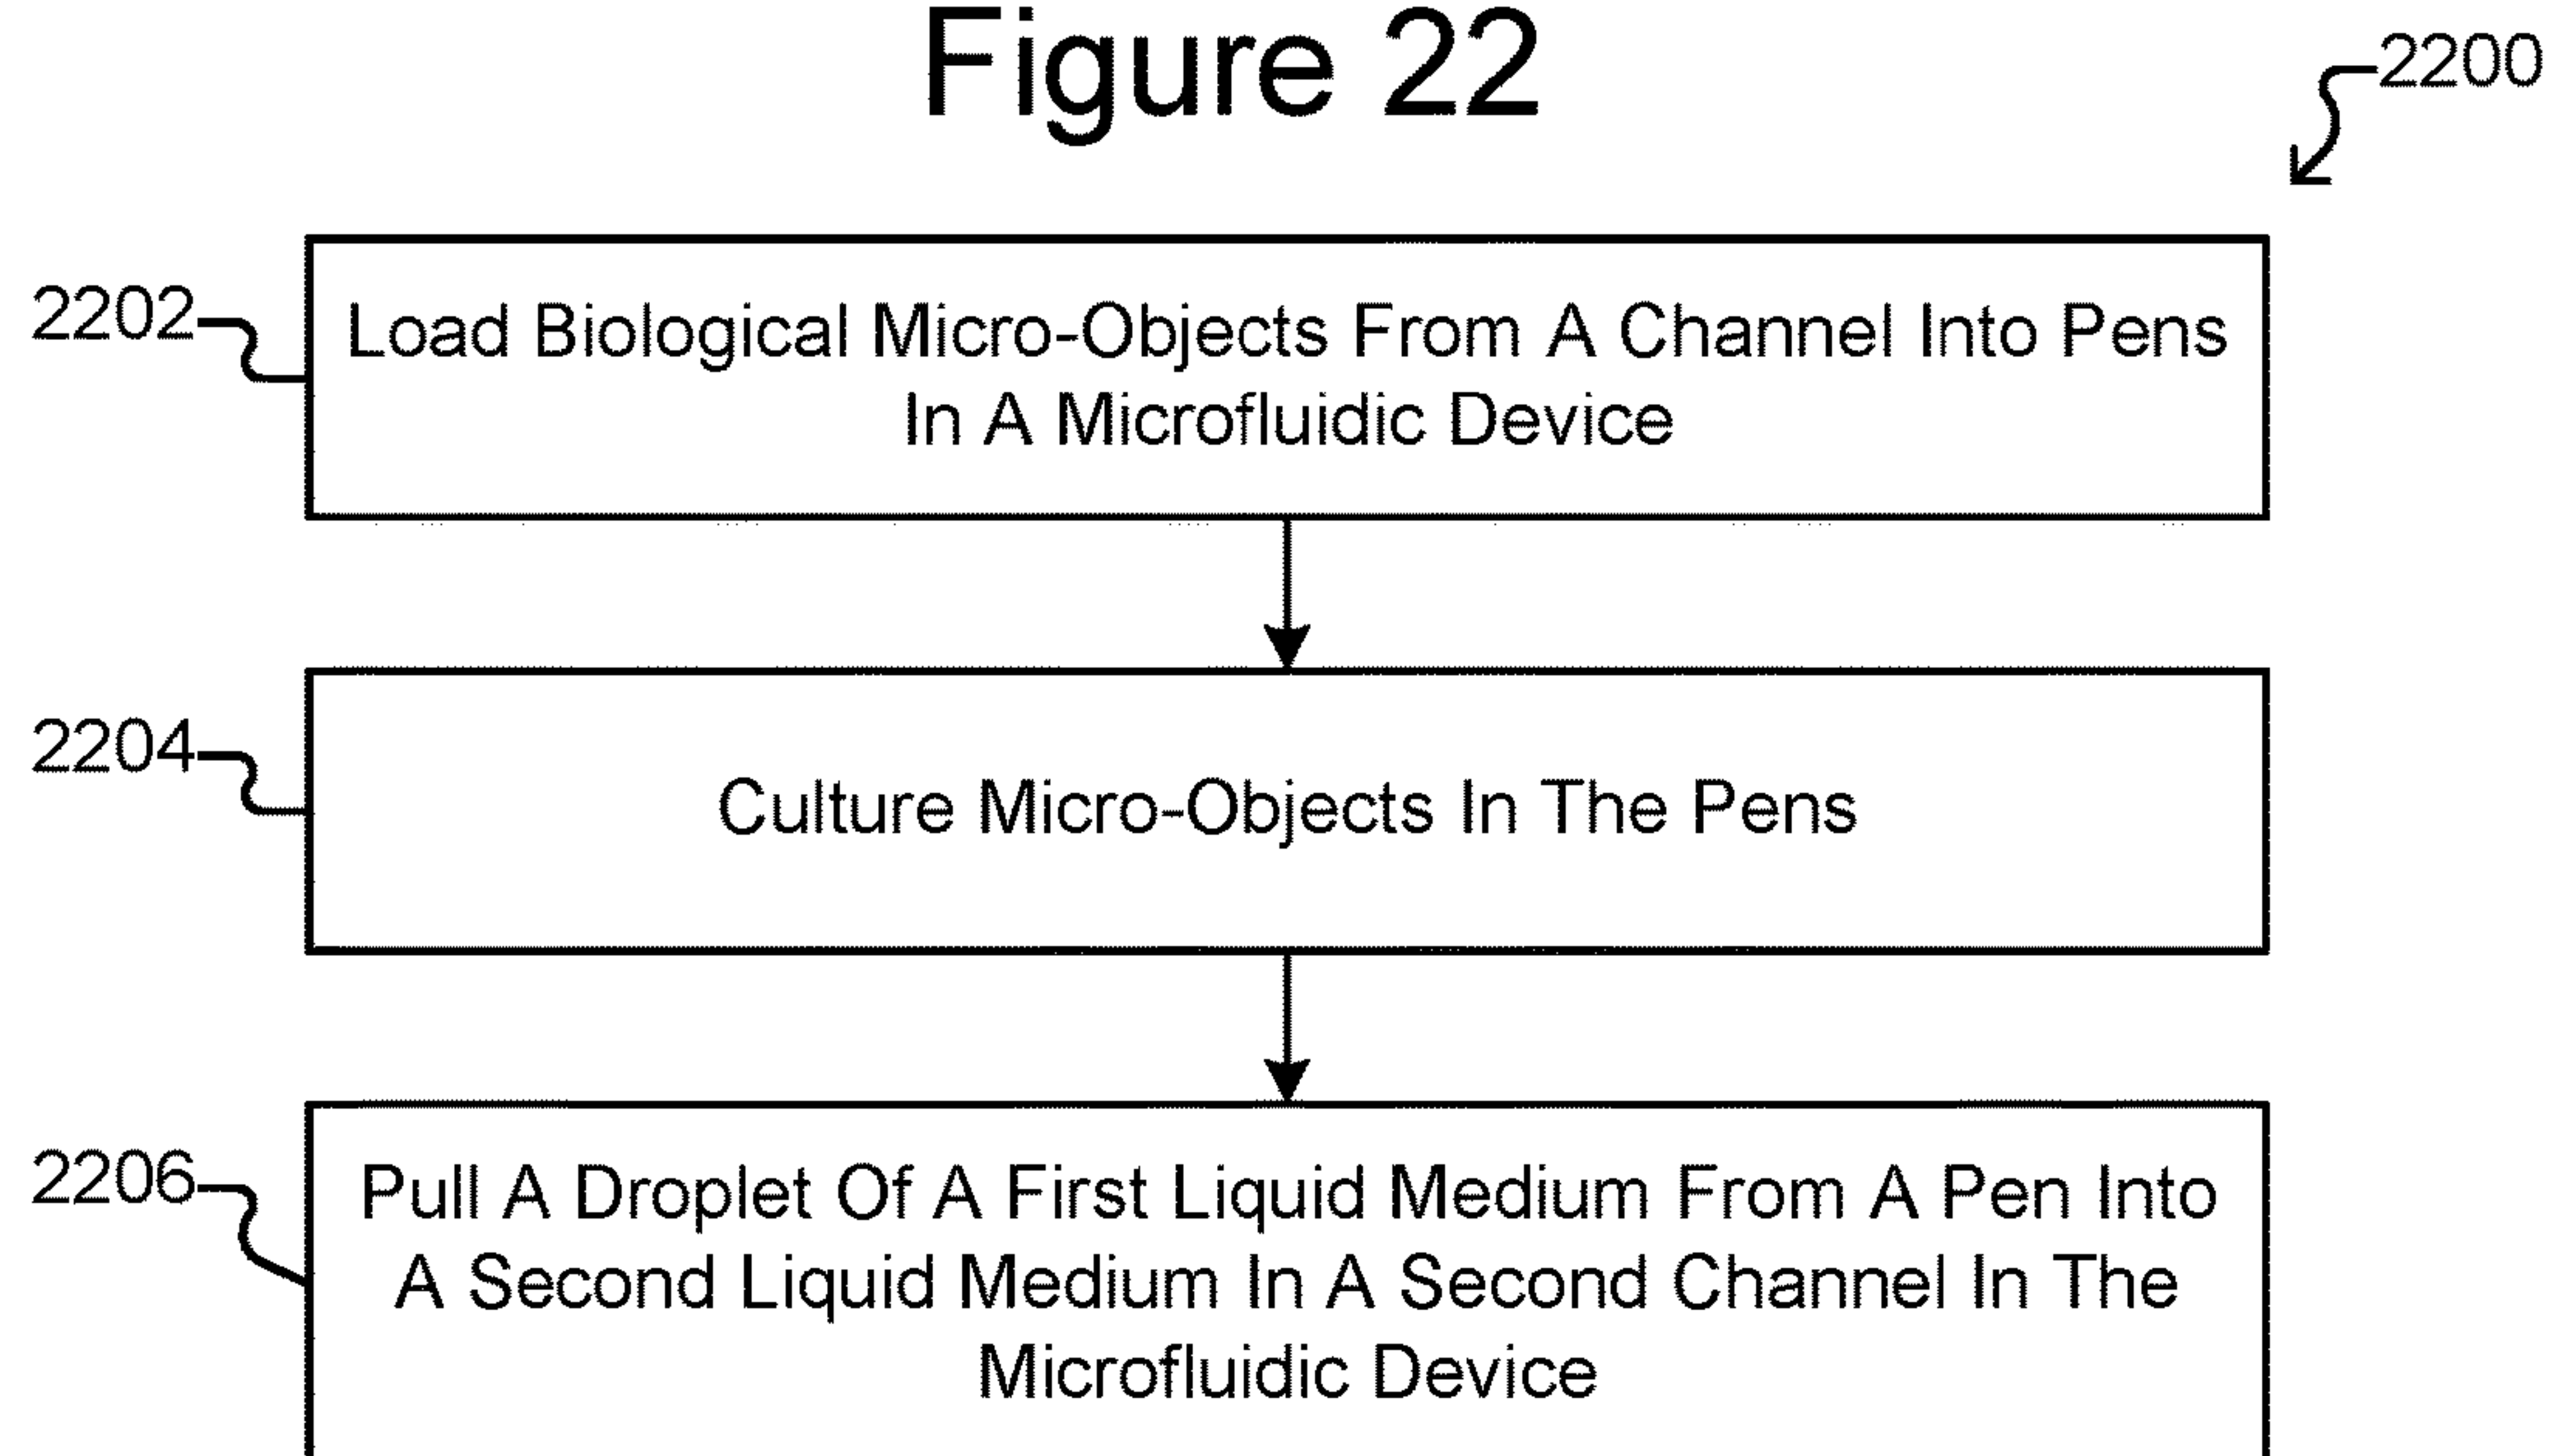 Figure 22
2200
2202
Load Biological Micro-Objects From A Channel Into Pens
In A Microfluidic Device
2204
Culture Micro-Objects In The Pens
2206
Pull A Droplet Of A First Liquid Medium From A Pen Into
A Second Liquid Medium In A Second Channel In The
Microfluidic Device